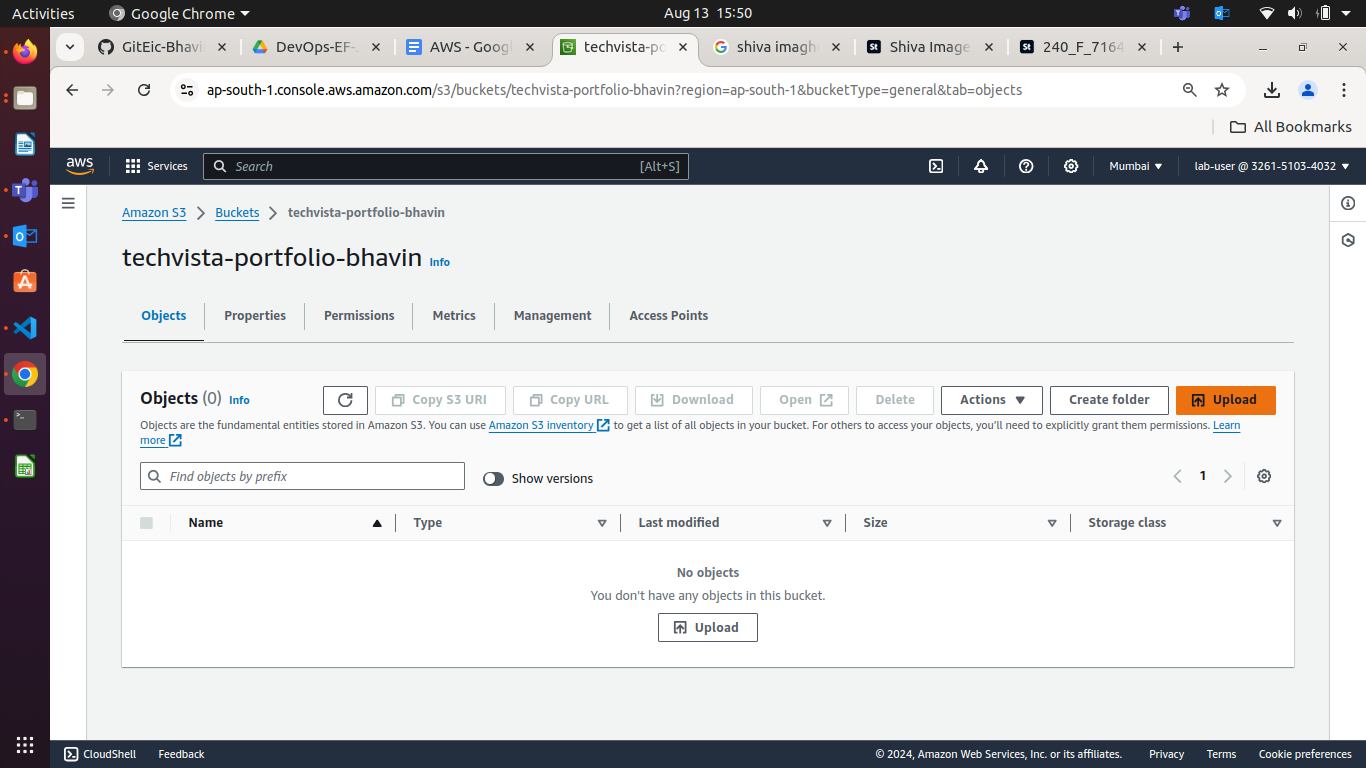 Activities Google Chrome Aug 13 15:50
GitEic-Bhavi DevOps-EF- AWS - Googl techvista-po shiva imagh Shiva Image 240_F_7164
ap-south-1.console.aws.amazon.com/s3/buckets/techvista-portfolio-bhavin?region=ap-south-1&bucketType=general&tab=objects
All Bookmarks
aws Services Search [Alt+S] Mumbai lab-user @ 3261-5103-4032
Amazon S3 Buckets techvista-portfolio-bhavin
techvista-portfolio-bhavin Info
Objects Properties Permissions Metrics Management Access Points
Objects (0) Info Copy S3 URI Copy URL Download Open Delete Actions Create folder Upload
Objects are the fundamental entities stored in Amazon S3. You can use Amazon S3 inventory to get a list of all objects in your bucket. For others to access your objects, you'll need to explicitly grant them permissions. Learn
more
Find objects by prefix Show versions 1
Name Type Last modified Size Storage class
No objects
You don't have any objects in this bucket.
Upload
CloudShell Feedback © 2024, Amazon Web Services, Inc. or its affiliates. Privacy Terms Cookie preferences